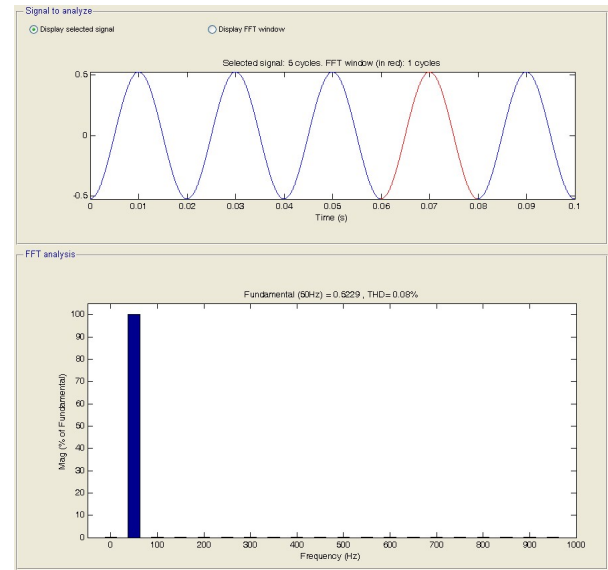 Signal to analyze
Display selected signal
Display FFT window
Selected signal: 5 cycles. FFT window (in red): 1 cycles
0.5
0
-0.5
0 0.01 0.02 0.03 0.04 0.05 0.06 0.07 0.08 0.09 0.1
Time (s)
FFT analysis
Fundamental (50Hz) = 0.5229 , THD= 0.08%
100
90
80
70
60
50
40
30
20
10
0
Mag (% of Fundamental)
0 100 200 300 400 500 600 700 800 900 1000
Frequency (Hz)